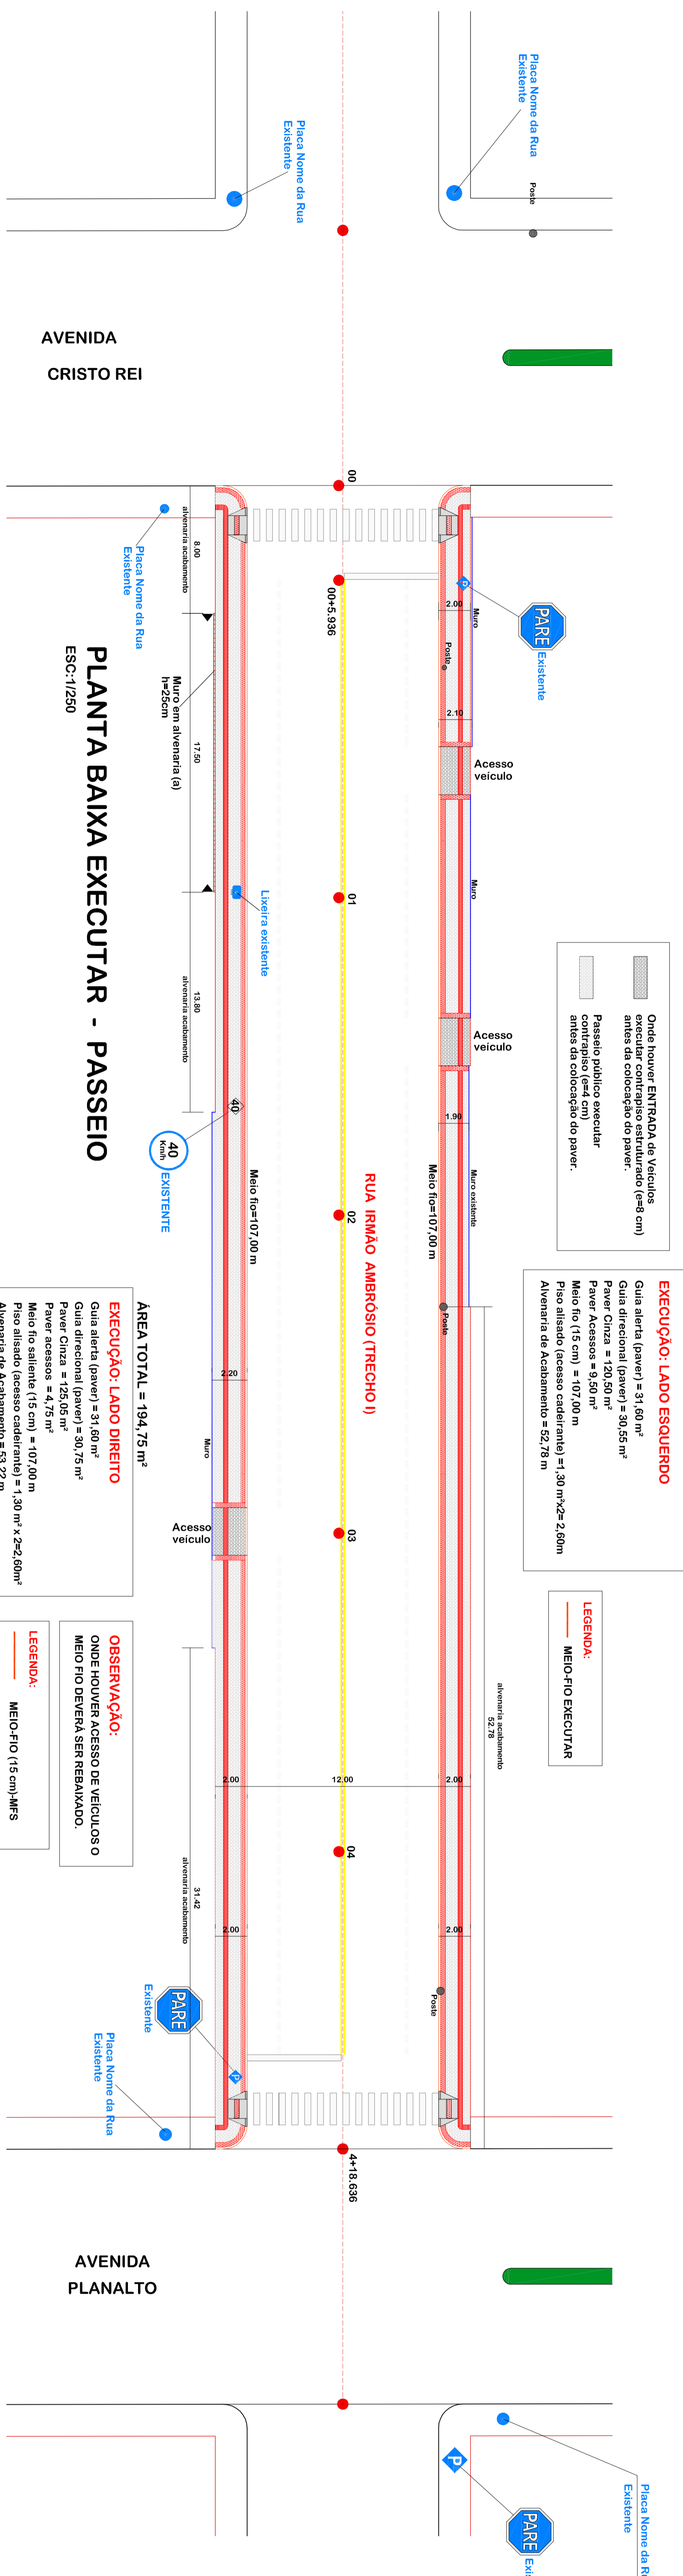 Placa Nome da Rua
Existente
Poste
Placa Nome da Rua
Existente
AVENIDA
CRISTO REI
00
00+5.936
8.00
alvenaria acabamento
Placa Nome da Rua
Existente
P
PARE
Existente
2.00
Muro
Poste
2.10
Acesso
veículo
Muro em alvenaria (a)
h=25cm
17.50
PLANTA BAIXA EXECUTAR - PASSEIO
ESC:1/250
01
Muro
Lixeira existente
13.80
alvenaria acabamento
Onde houver ENTRADA de Veículos
executar contrapiso estruturado (e=8 cm)
antes da colocação do paver.
Passeio público executar
contrapiso (e=4 cm)
antes da colocação do paver.
Acesso
veículo
1.90
Muro existente
40
40
Km/h
EXISTENTE
Meio fio=107,00 m
Meio fio=107,00 m
RUA IRMÃO AMBRÓSIO (TRECHO I)
02
Poste
EXECUÇÃO: LADO ESQUERDO
Guia alerta (paver) = 31,60 m²
Guia direcional (paver) = 30,55 m²
Paver Cinza = 120,50 m²
Paver Acessos = 9,50 m²
Meio fio (15 cm) = 107,00 m
Piso alisado (acesso cadeirante) =1,30 m²x2= 2,60m
Alvenaria de Acabamento = 52,78 m
ÁREA TOTAL = 194,75 m²
EXECUÇÃO: LADO DIREITO
Guia alerta (paver) = 31,60 m²
Guia direcional (paver) = 30,75 m²
Paver Cinza = 125,05 m²
Paver acessos = 4,75 m²
Meio fio saliente (15 cm) = 107,00 m
Piso alisado (acesso cadeirante) = 1,30 m² x 2=2,60m²
Alvenaria de Acabamento = 53,22 m
2.20
Muro
Acesso
veículo
03
LEGENDA:
MEIO-FIO EXECUTAR
OBSERVAÇÃO:
ONDE HOUVER ACESSO DE VEÍCULOS O
MEIO FIO DEVERÁ SER REBAIXADO.
LEGENDA:
MEIO-FIO (15 cm)-MFS
alvenaria acabamento
52.78
2.00
12.00
2.00
04
31.42
alvenaria acabamento
2.00
2.00
Poste
PARE
Existente
P
Placa Nome da Rua
Existente
4+18.636
AVENIDA
PLANALTO
P
PARE
Placa Nome da
Existente